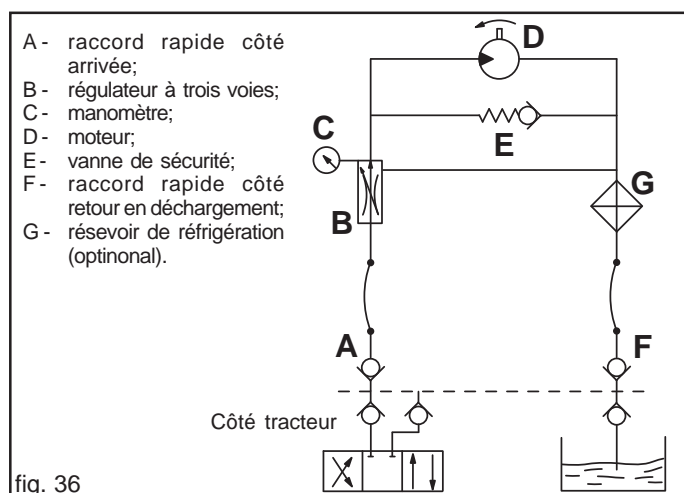 A - raccord rapide côté
arrivée;
B - régulateur à trois voies;
C - manomètre;
D - moteur;
E - vanne de sécurité;
F - raccord rapide côté
retour en déchargement;
G - résevoir de réfrigération
(optinonal).
D
C
E
G
B
A
F
Côté tracteur
fig. 36